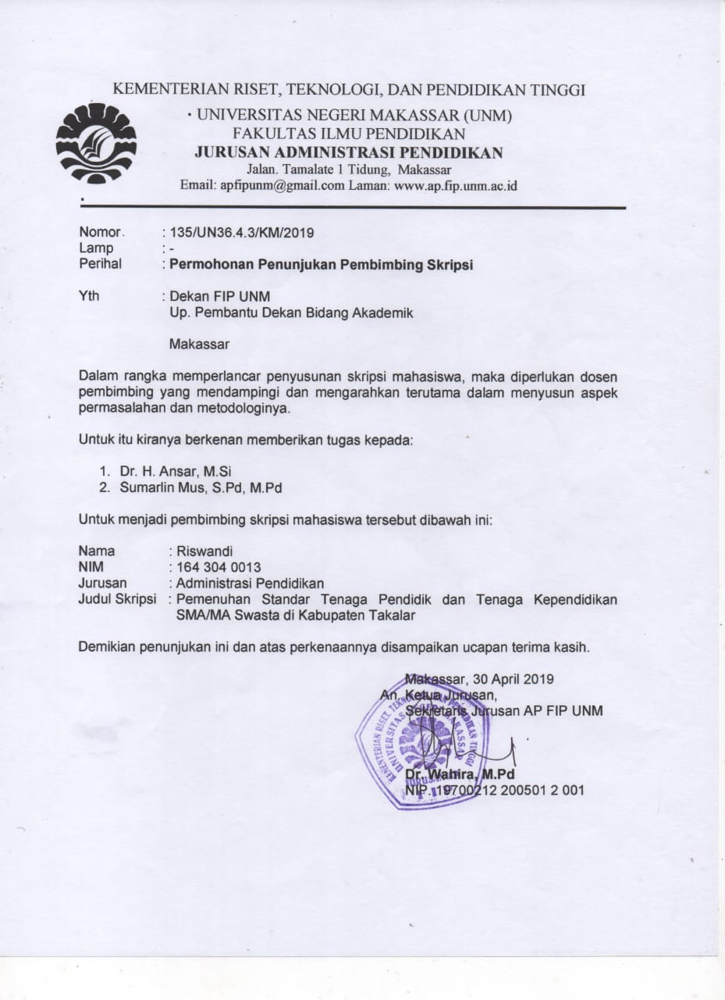 KEMENTERIAN RISET, TEKNOLOGI, DAN PENDIDIKAN TINGGI
UNIVERSITAS NEGERI MAKASSAR (UNM)
FAKULTAS ILMU PENDIDIKAN
JURUSAN ADMINISTRASI PENDIDIKAN
Jalan. Tamalate 1 Tidung, Makassar
Email: apfipunm@gmail.com Laman: www.ap.fip.unm.ac.id
Nomor : 135/UN36.4.3/KM/2019
Lamp : -
Perihal : Permohonan Penunjukan Pembimbing Skripsi
Yth : Dekan FIP UNM
Up. Pembantu Dekan Bidang Akademik
Makassar
Dalam rangka memperlancar penyusunan skripsi mahasiswa, maka diperlukan dosen
pembimbing yang mendampingi dan mengarahkan terutama dalam menyusun aspek
permasalahan dan metodologinya.
Untuk itu kiranya berkenan memberikan tugas kepada:
1. Dr. H. Ansar, M.Si
2. Sumarlin Mus, S.Pd, M.Pd
Untuk menjadi pembimbing skripsi mahasiswa tersebut dibawah ini:
Nama : Riswandi
NIM : 164 304 0013
Jurusan : Administrasi Pendidikan
Judul Skripsi : Pemenuhan Standar Tenaga Pendidik dan Tenaga Kependidikan
SMA/MA Swasta di Kabupaten Takalar
Demikian penunjukan ini dan atas perkenaannya disampaikan ucapan terima kasih.
Makassar, 30 April 2019
An. Ketua Jurusan,
Sekretaris Jurusan AP FIP UNM
KEMENTERIAN RISET, TEKNOLOGI DAN PENDIDIKAN TINGGI
UNIVERSITAS NEGERI MAKASSAR
Dr. Wahira, M.Pd
NIP. 19700212 200501 2 001